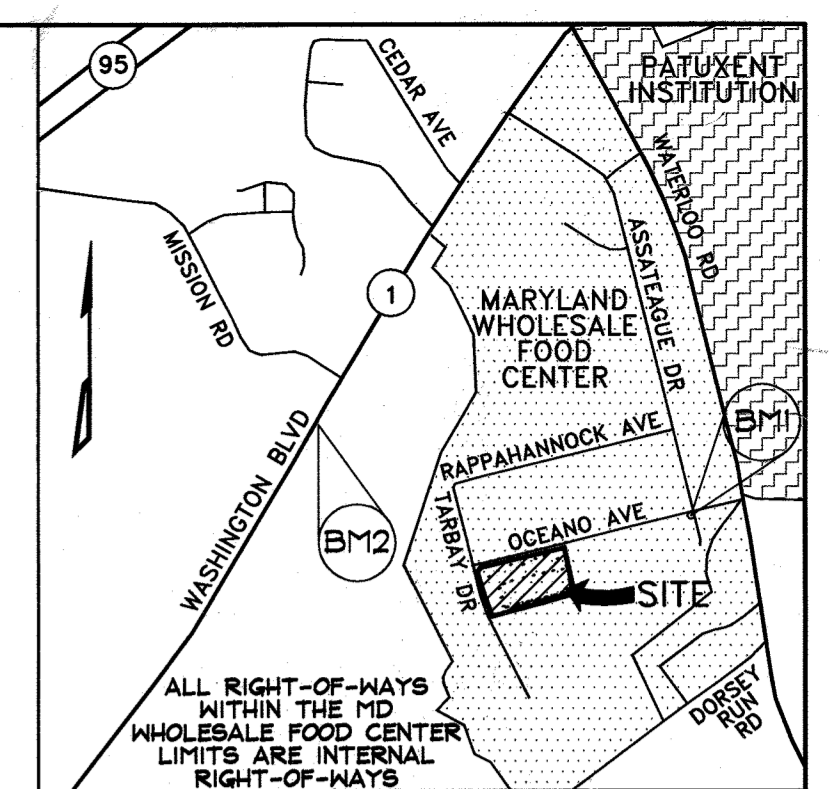 95
CEDAR AVE
PATUXENT
INSTITUTION
WATERLOO RD
MISSION RD
ASSATEAGUE DR
1
MARYLAND
WHOLESALE
FOOD
CENTER
BM1
RAPPAHANNOCK AVE
WASHINGTON BLVD
TARBAY DR
OCEANO AVE
BM2
SITE
ALL RIGHT-OF-WAYS
WITHIN THE MD
WHOLESALE FOOD CENTER
LIMITS ARE INTERNAL
RIGHT-OF-WAYS
DORSEY
RUN
RD